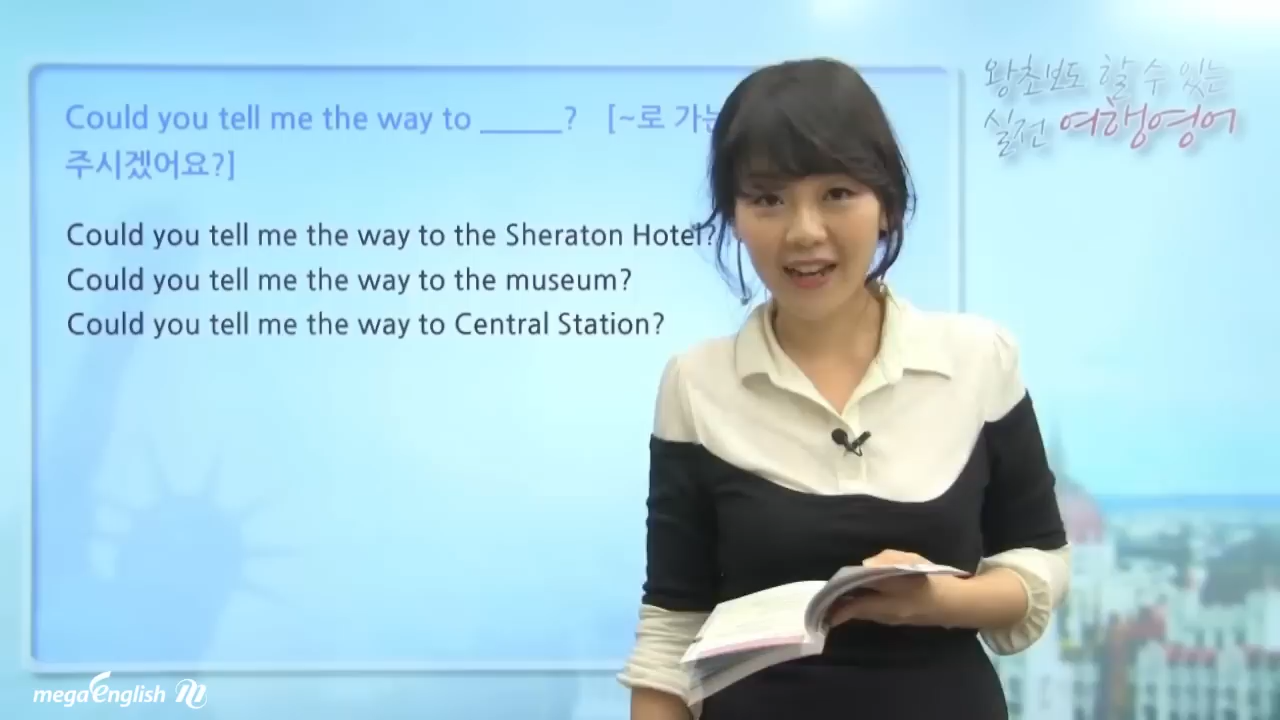 Could you tell me the way to _____? [~로 가는
주시겠어요?]
Could you tell me the way to the Sheraton Hotel?
Could you tell me the way to the museum?
Could you tell me the way to Central Station?
왕초보도 할 수 있는
실전 여행영어
megaEnglish m